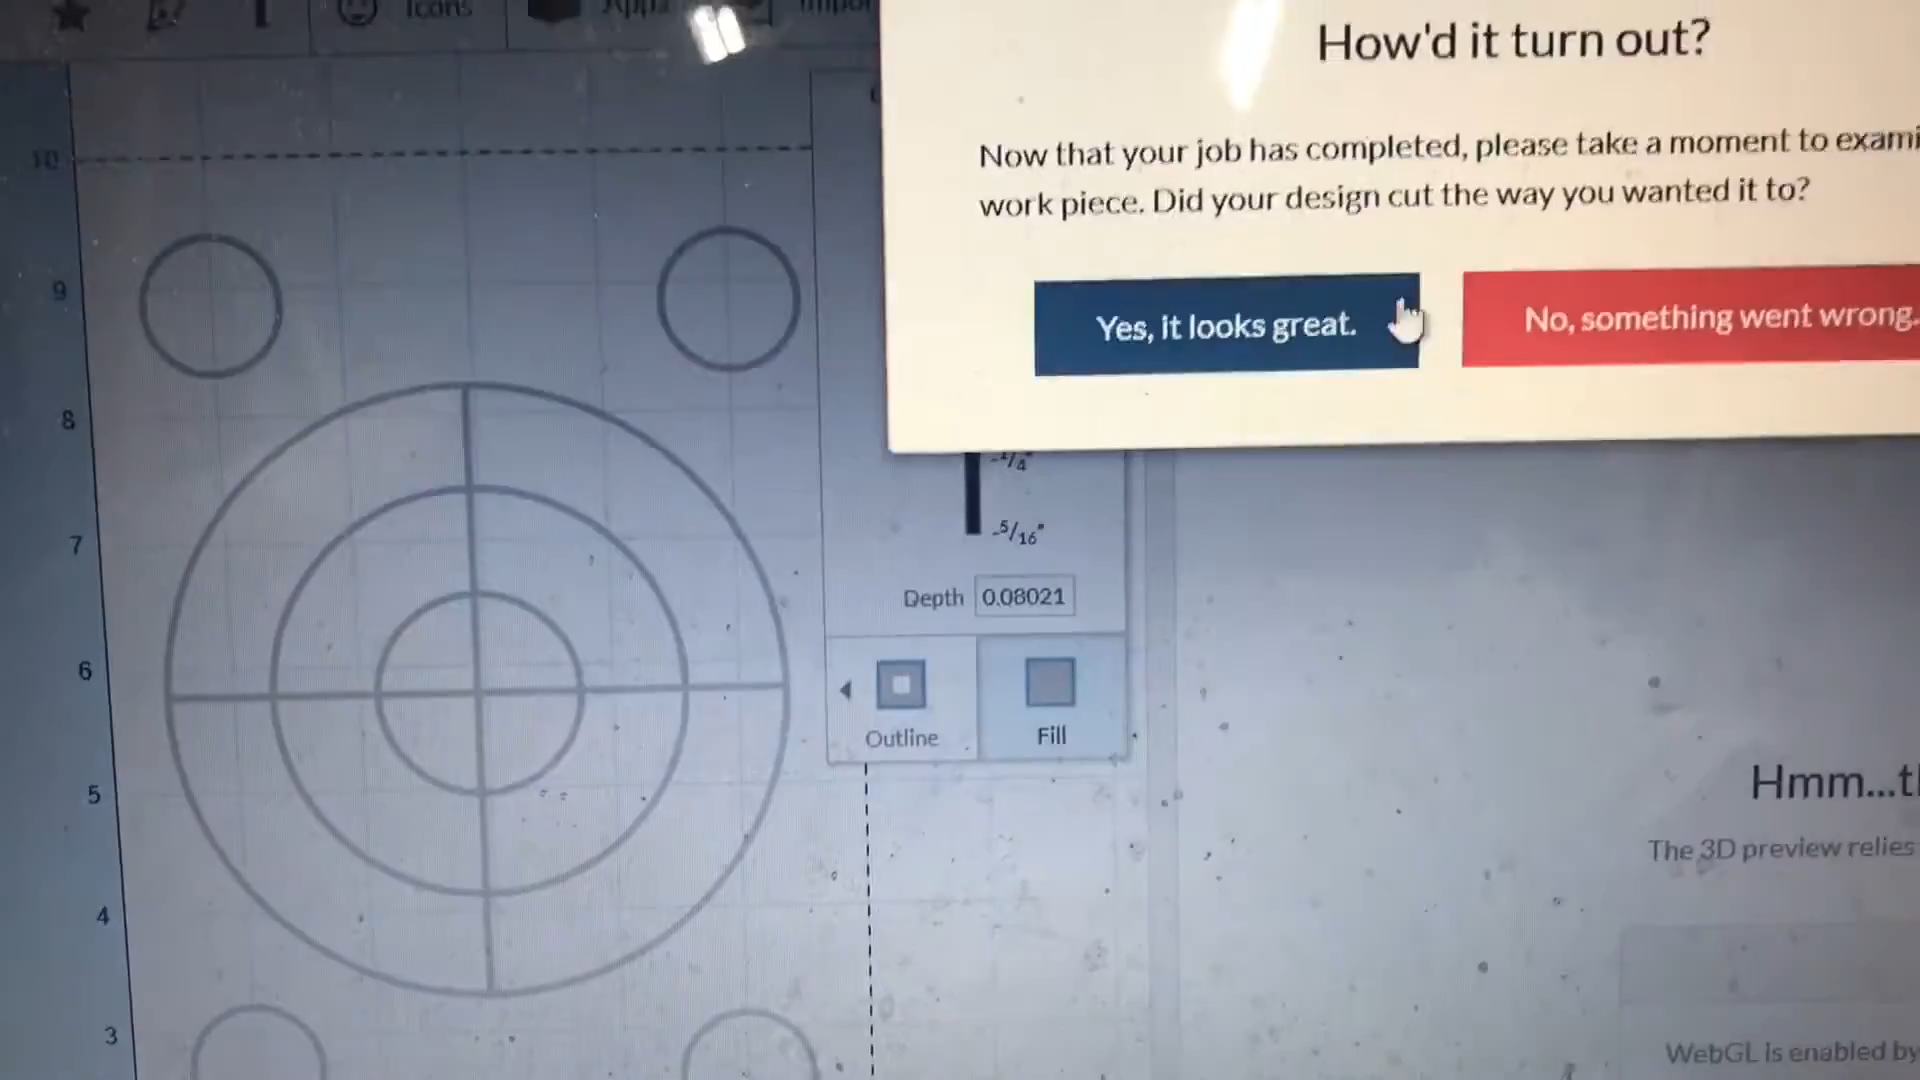 Icons
How'd it turn out?
Now that your job has completed, please take a moment to exami
work piece. Did your design cut the way you wanted it to?
Yes, it looks great.
No, something went wrong.
10
9
8
7
6
5
4
3
-1/4"
-5/16"
Depth 0.08021
Outline
Fill
Hmm...
The 3D preview relies
WebGL is enabled by